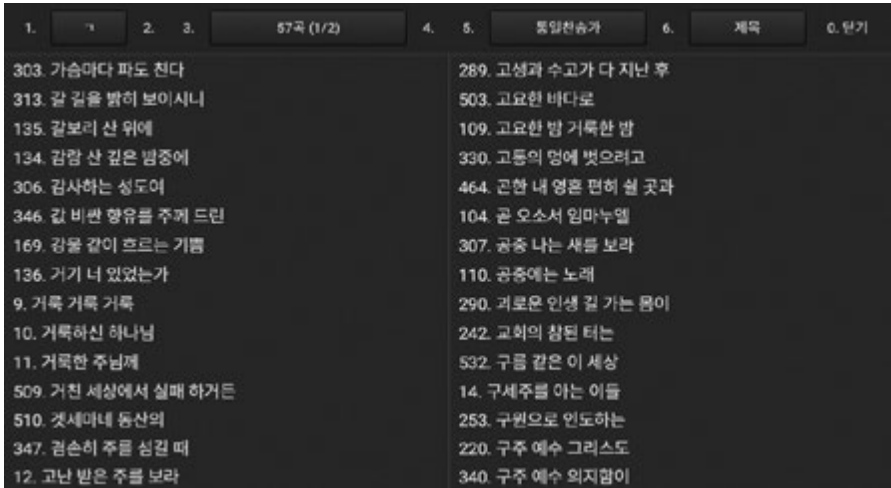 1. ㄱ 2. 3. 57곡 (1/2) 4. 5. 통일찬송가 6. 제목 0. 닫기
303. 가슴마다 파도 친다
313. 갈 길을 밝히 보이시니
135. 갈보리 산 위에
134. 감람 산 깊은 밤중에
306. 감사하는 성도여
346. 값 비싼 향유를 주께 드린
169. 강물 같이 흐르는 기쁨
136. 거기 너 있었는가
9. 거룩 거룩 거룩
10. 거룩하신 하나님
11. 거룩한 주님께
509. 거친 세상에서 실패 하거든
510. 겟세마네 동산의
347. 겸손히 주를 섬길 때
12. 고난 받은 주를 보라
289. 고생과 수고가 다 지난 후
503. 고요한 바다로
109. 고요한 밤 거룩한 밤
330. 고통의 멍에 벗으려고
464. 곤한 내 영혼 편히 쉴 곳과
104. 곧 오소서 임마누엘
307. 공중 나는 새를 보라
110. 공중에는 노래
290. 괴로운 인생 길 가는 몸이
242. 교회의 참된 터는
532. 구름 같은 이 세상
14. 구세주를 아는 이들
253. 구원으로 인도하는
220. 구주 예수 그리스도
340. 구주 예수 의지함이